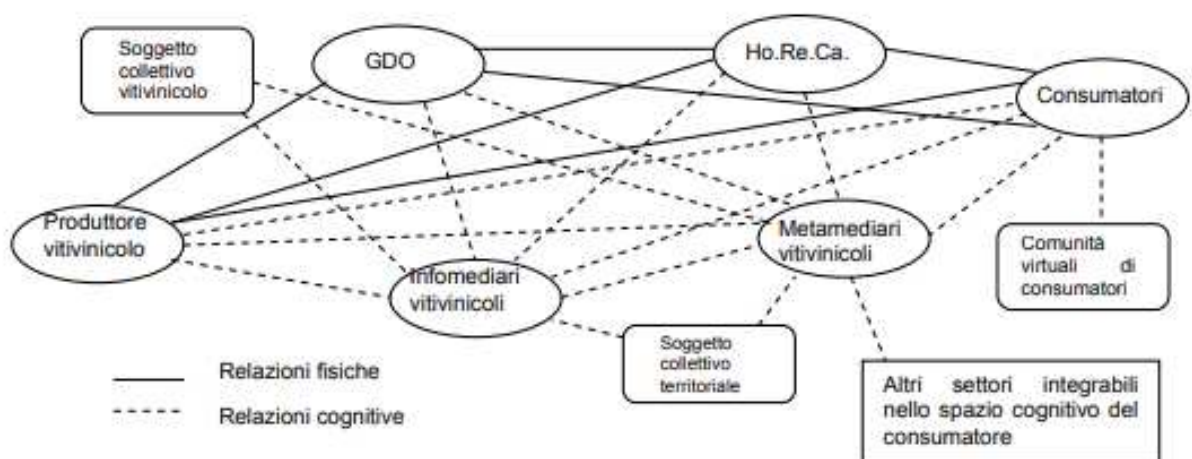 Soggetto
collettivo
vitivinicolo
GDO
Ho.Re.Ca.
Consumatori
Produttore
vitivinicolo
Infomediari
vitivinicoli
Metamediari
vitivinicoli
Comunità
virtuali di
consumatori
Soggetto
collettivo
territoriale
Altri settori integrabili
nello spazio cognitivo del
consumatore
Relazioni fisiche
Relazioni cognitive